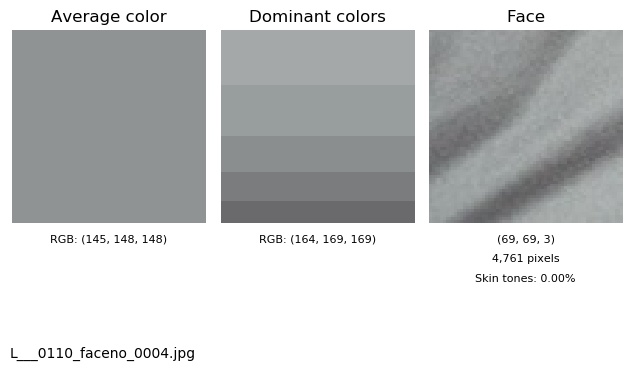 Average color
Dominant colors
Face
RGB: (145, 148, 148)
RGB: (164, 169, 169)
(69, 69, 3)
4,761 pixels
Skin tones: 0.00%
L___0110_faceno_0004.jpg